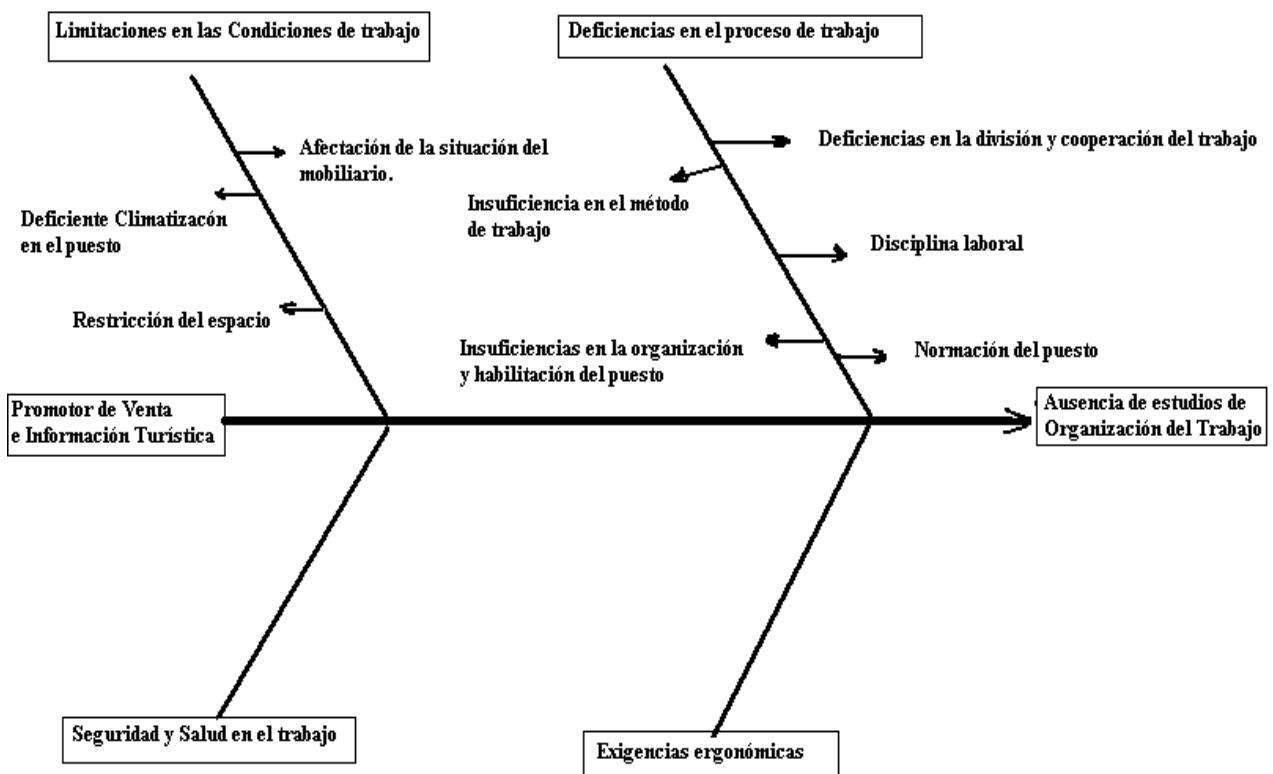 Limitaciones en las Condiciones de trabajo
Deficiencias en el proceso de trabajo
Afectación de la situación del
mobiliario.
Deficiente Climatizacón
en el puesto
Restricción del espacio
Deficiencias en la división y cooperación del trabajo
Insuficiencia en el método
de trabajo
Disciplina laboral
Insuficiencias en la organización
y habilitación del puesto
Normación del puesto
Promotor de Venta
e Información Turística
Ausencia de estudios de
Organización del Trabajo
Seguridad y Salud en el trabajo
Exigencias ergonómicas